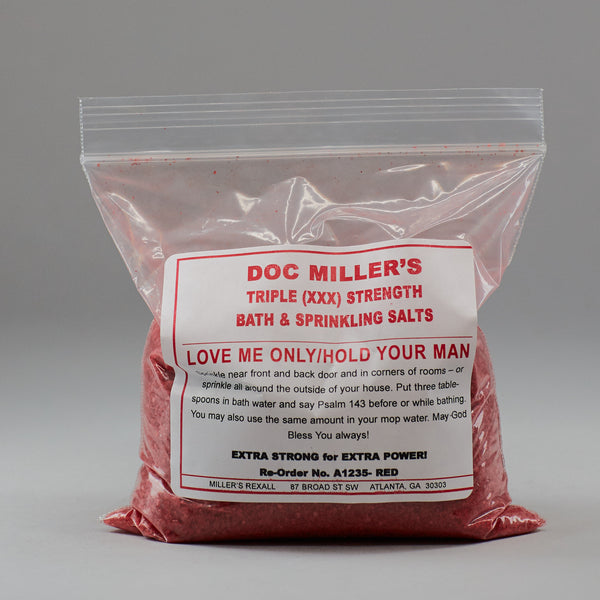 DOC MILLER'S
TRIPLE (XXX) STRENGTH
BATH & SPRINKLING SALTS
LOVE ME ONLY/HOLD YOUR MAN
Sprinkle near front and back door and in corners of rooms – or
sprinkle all around the outside of your house. Put three table-
spoons in bath water and say Psalm 143 before or while bathing.
You may also use the same amount in your mop water. May God
Bless You always!
EXTRA STRONG for EXTRA POWER!
Re-Order No. A1235- RED
MILLER'S REXALL 87 BROAD ST SW ATLANTA, GA 30303